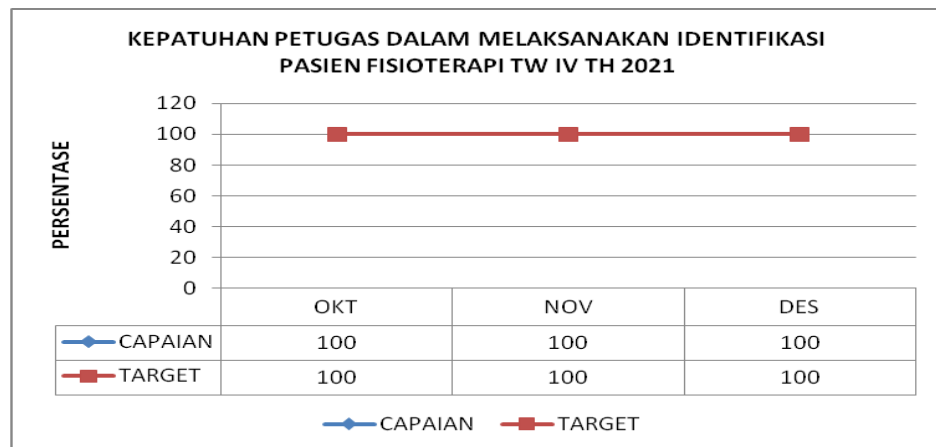 KEPATUHAN PETUGAS DALAM MELAKSANAKAN IDENTIFIKASI
PASIEN FISIOTERAPI TW IV TH 2021
PERSENTASE
120
100
80
60
40
20
0
OKT NOV DES
CAPAIAN 100 100 100
TARGET 100 100 100
CAPAIAN TARGET